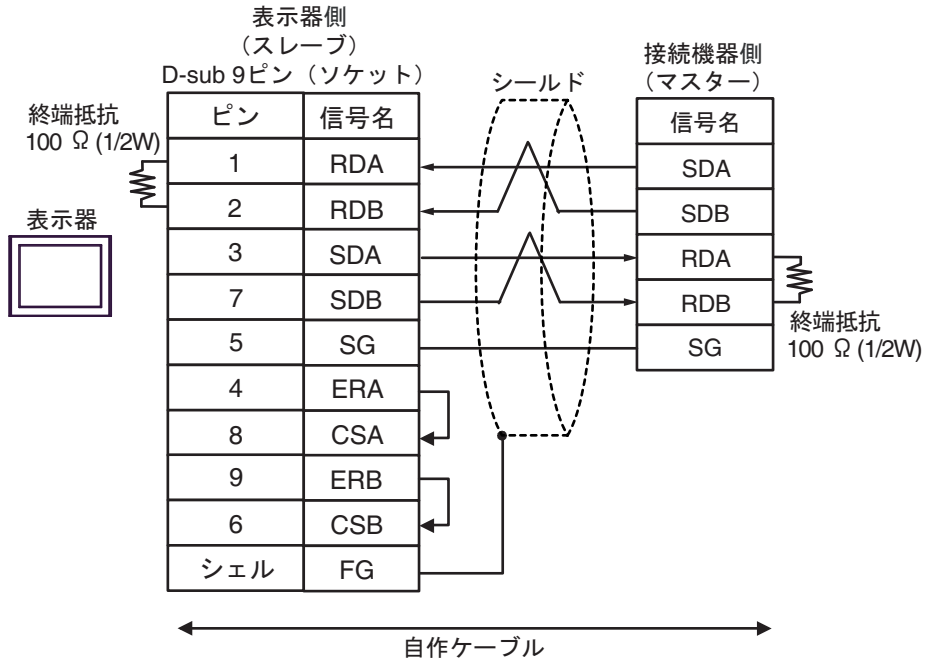 表示器側
（スレーブ）
D-sub 9ピン（ソケット）
シールド
接続機器側
（マスター）
終端抵抗
100 Ω (1/2W)
表示器
ピン 信号名
1 RDA
2 RDB
3 SDA
7 SDB
5 SG
4 ERA
8 CSA
9 ERB
6 CSB
シェル FG
信号名
SDA
SDB
RDA
RDB
SG
終端抵抗
100 Ω (1/2W)
自作ケーブル